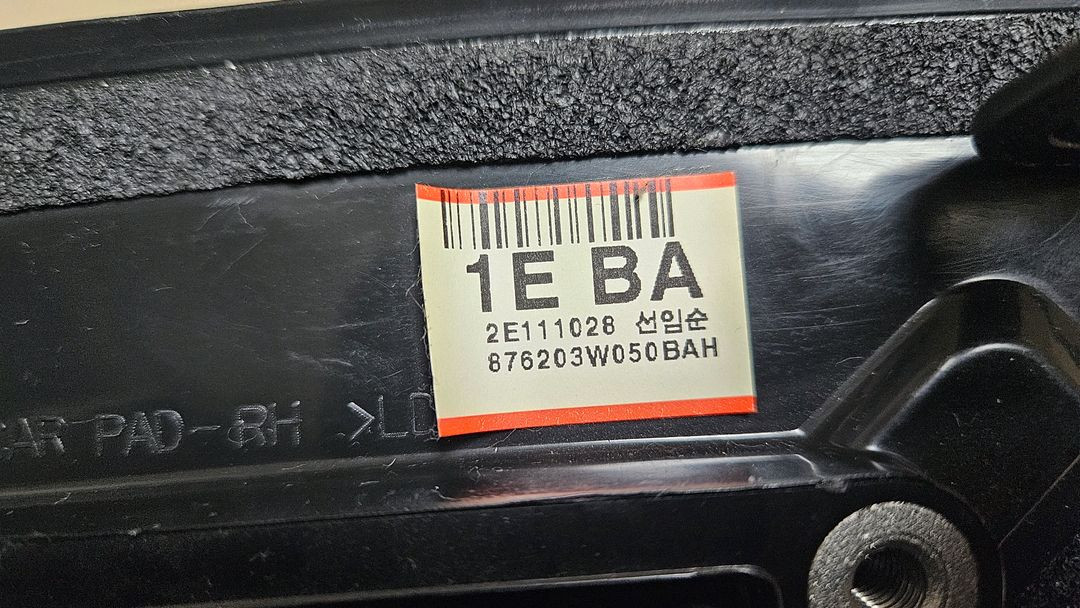 1E BA
2E111028 선임순
876203W050BAH
CAR PAD-RH >LD